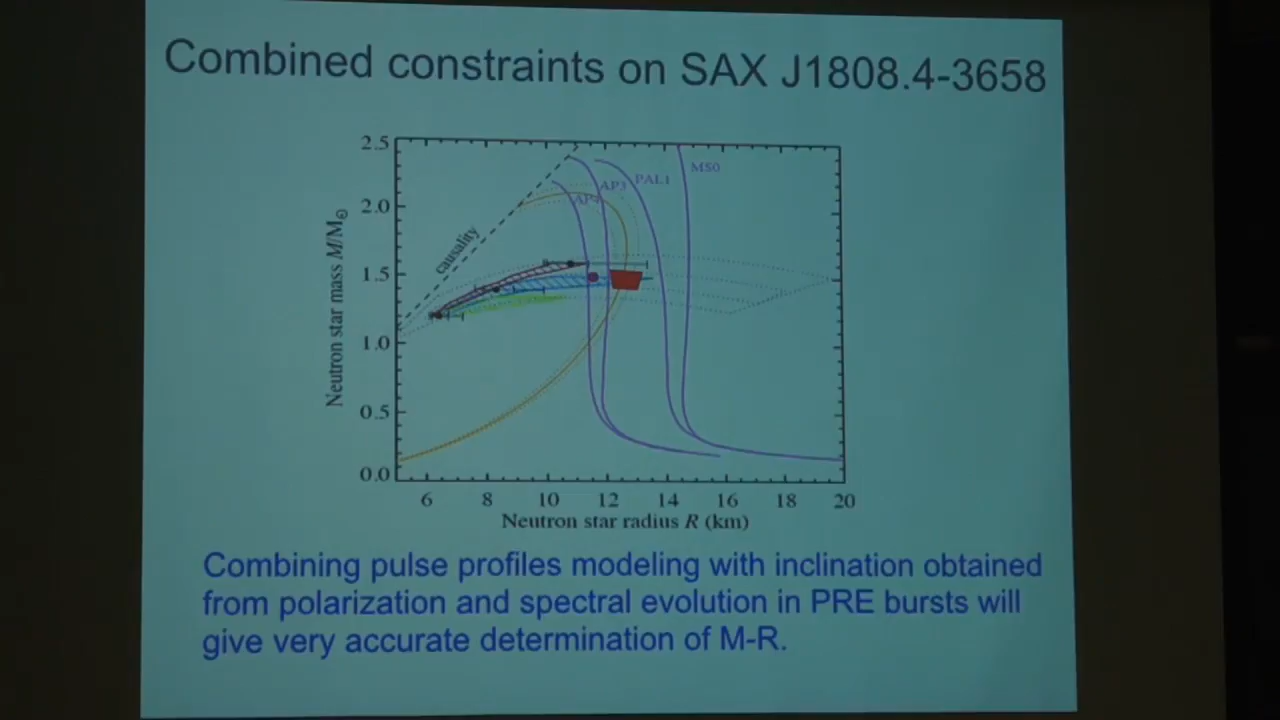 Combined constraints on SAX J1808.4-3658
2.5
2.0
1.5
1.0
0.5
0.0
Neutron star mass M/M⊙
causality
AP4
AP3
PAL1
MS0
6 8 10 12 14 16 18 20
Neutron star radius R (km)
Combining pulse profiles modeling with inclination obtained
from polarization and spectral evolution in PRE bursts will
give very accurate determination of M-R.